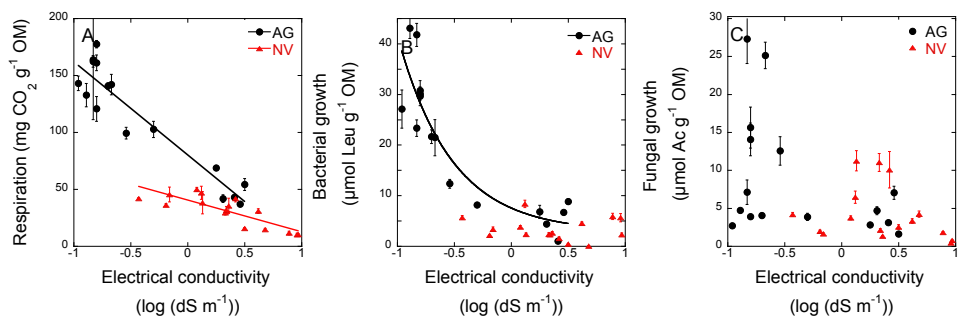 A
AG
NV
200
150
100
50
0
Respiration (mg CO2 g-1 OM)
-1
-0.5
0
0.5
1
Electrical conductivity
(log (dS m-1))
B
AG
NV
40
30
20
10
0
Bacterial growth
(µmol Leu g-1 OM)
-1
-0.5
0
0.5
1
Electrical conductivity
(log (dS m-1))
C
AG
NV
30
25
20
15
10
5
0
Fungal growth
(µmol Ac g-1 OM)
-1
-0.5
0
0.5
1
Electrical conductivity
(log (dS m-1))